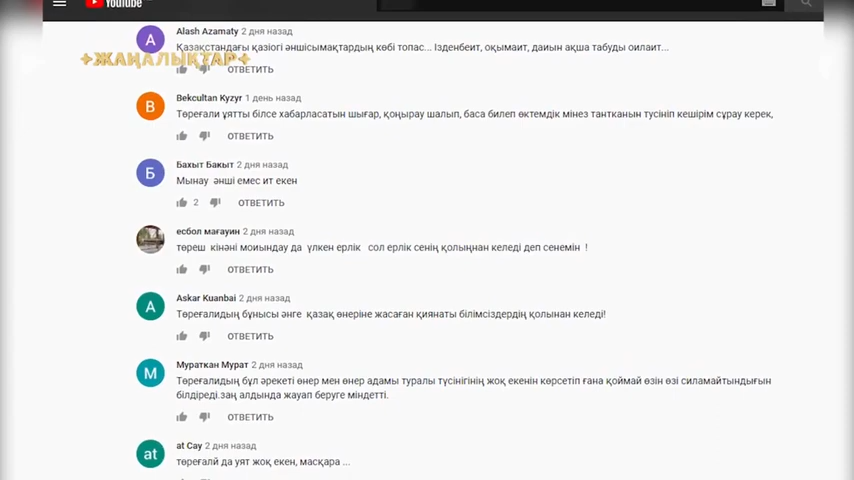 YouTube
Alash Azamaty 2 дня назад
Қазақстандағы қазіогі әншісымақтардың көбі топас... Ізденбеит, оқымаит, даиын ақша табуды оилаит...
✦ЖАҢАЛЫҚТАР✦
ОТВЕТИТЬ
Bekcultan Kyzyr 1 день назад
Төреғали ұятты білсе хабарласатын шығар, қоңырау шалып, баса билеп өктемдік мінез тантканын тусініп кешірім сұрау керек,
ОТВЕТИТЬ
Бахыт Бакыт 2 дня назад
Мынау әнші емес ит екен
2 ОТВЕТИТЬ
есбол мағауин 2 дня назад
төреш кінәні моиындау да үлкен ерлік сол ерлік сенің қолыңнан келеді деп сенемін !
ОТВЕТИТЬ
Askar Kuanbai 2 дня назад
Төреғалидың бұнысы әнге қазақ өнеріне жасаған қиянаты білімсіздердің қолынан келеді!
ОТВЕТИТЬ
Мураткан Мурат 2 дня назад
Төреғалидың бұл әрекеті өнер мен өнер адамы туралы түсінігінің жоқ екенін көрсетіп ғана қоймай өзін өзі силамайтындығын
білдіреді.заң алдында жауап беруге міндетті.
ОТВЕТИТЬ
at Cay 2 дня назад
төреғалй да уят жоқ екен, масқара ...